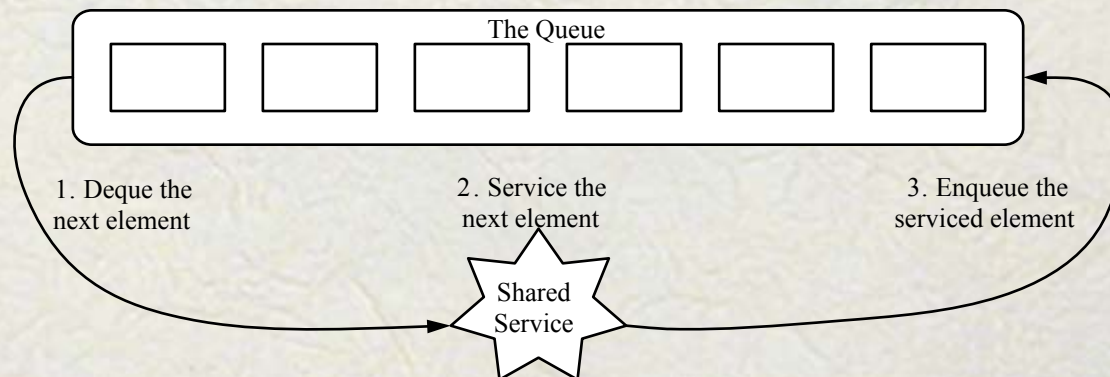 The Queue
1. Deque the
next element
2. Service the
next element
3. Enqueue the
serviced element
Shared
Service